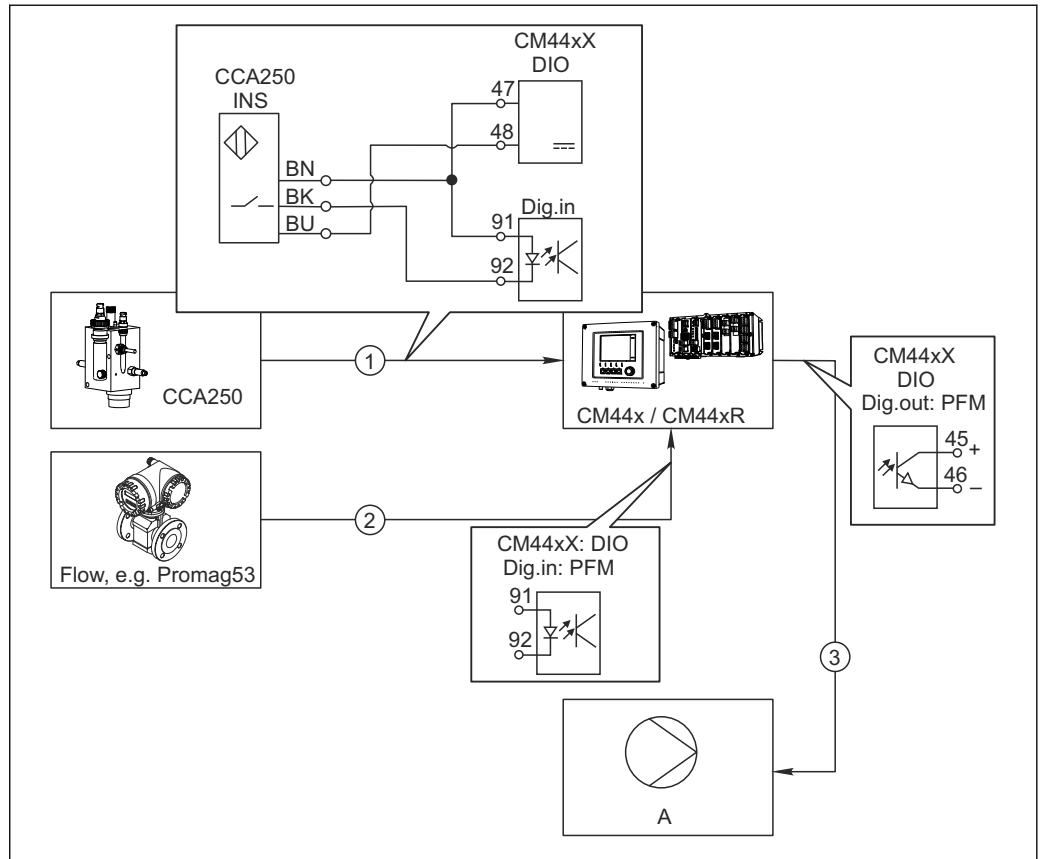 CM44xX
DIO
CCA250
INS
47
48
BN
BK
BU
Dig.in
91
92
CCA250
1
CM44x / CM44xR
CM44xX
DIO
Dig.out: PFM
45
+
46
–
Flow, e.g. Promag53
2
CM44xX: DIO
Dig.in: PFM
91
92
3
A